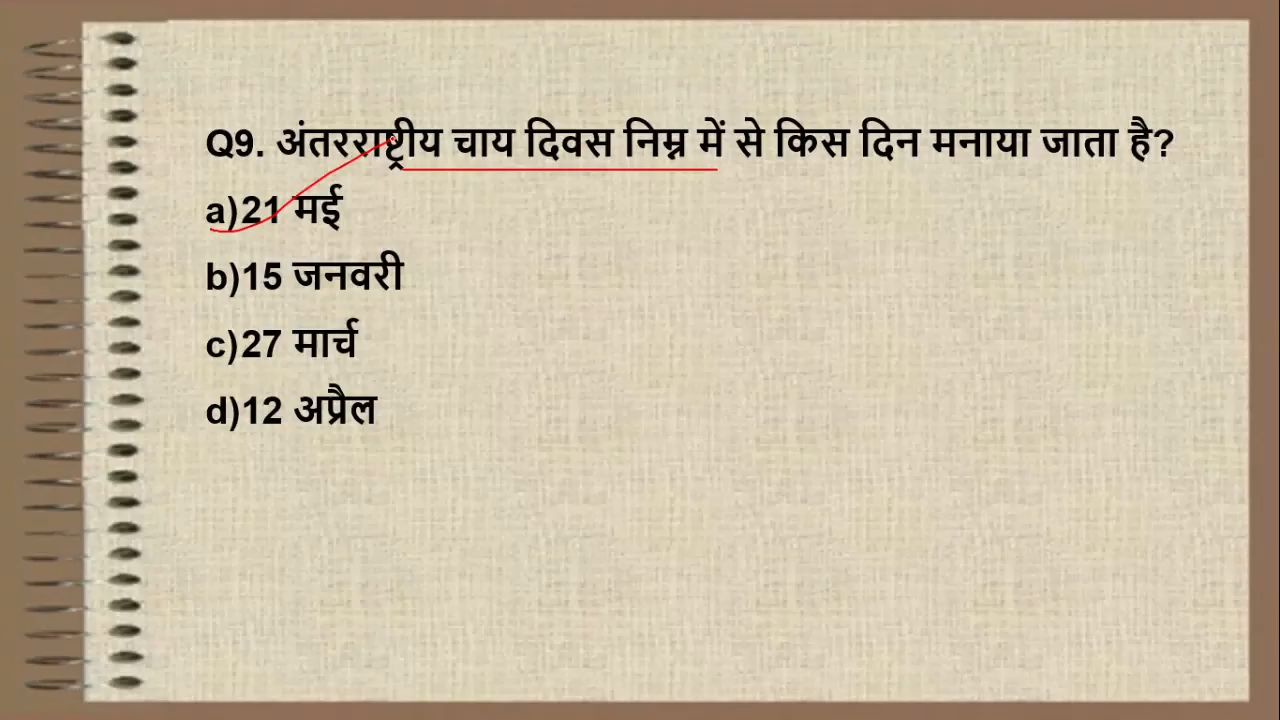 Q9. अंतरराष्ट्रीय चाय दिवस निम्न में से किस दिन मनाया जाता है?
a)21 मई
b)15 जनवरी
c)27 मार्च
d)12 अप्रैल